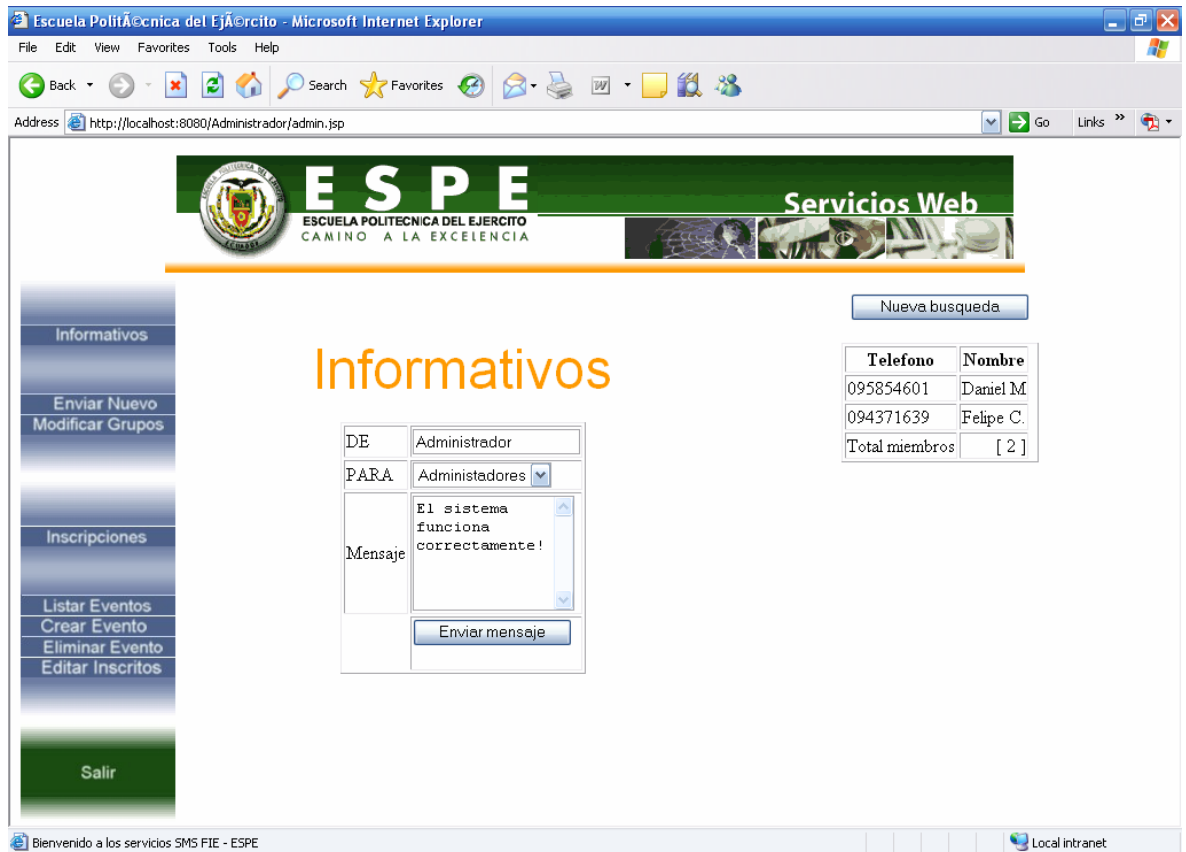 Escuela PolitÃ©cnica del EjÃ©rcito - Microsoft Internet Explorer
File Edit View Favorites Tools Help
Back Search Favorites
Address http://localhost:8080/Administrador/admin.jsp Go Links »
ESPE
ESCUELA POLITECNICA DEL EJERCITO
CAMINO A LA EXCELENCIA
Servicios Web
Informativos
Enviar Nuevo
Modificar Grupos
Inscripciones
Listar Eventos
Crear Evento
Eliminar Evento
Editar Inscritos
Salir
Informativos
DE Administrador
PARA Administadores
Mensaje El sistema
funciona
correctamente!
Enviar mensaje
Nueva busqueda
Telefono Nombre
095854601 Daniel M
094371639 Felipe C.
Total miembros [ 2 ]
Bienvenido a los servicios SMS FIE - ESPE Local intranet